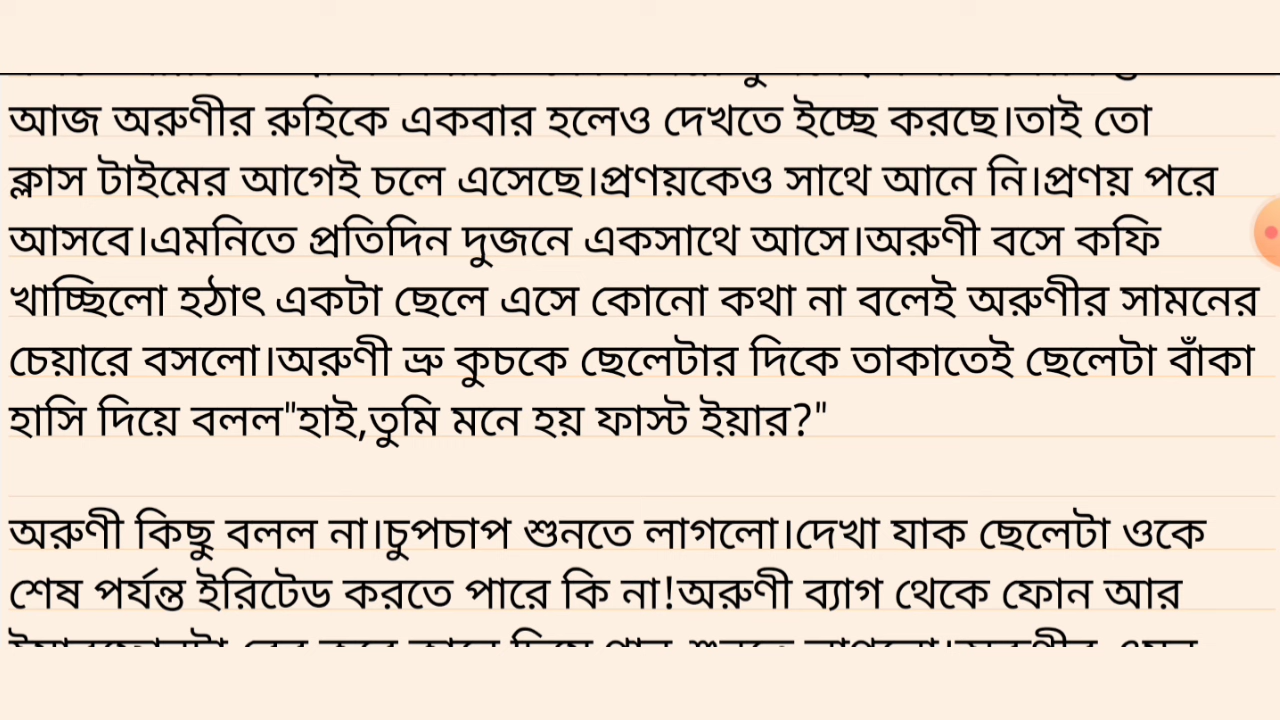 আজ অরুণীর রুহিকে একবার হলেও দেখতে ইচ্ছে করছে।তাই তো
ক্লাস টাইমের আগেই চলে এসেছে।প্রণয়কেও সাথে আনে নি।প্রণয় পরে
আসবে।এমনিতে প্রতিদিন দুজনে একসাথে আসে।অরুণী বসে কফি
খাচ্ছিলো হঠাৎ একটা ছেলে এসে কোনো কথা না বলেই অরুণীর সামনের
চেয়ারে বসলো।অরুণী ভ্রু কুচকে ছেলেটার দিকে তাকাতেই ছেলেটা বাঁকা
হাসি দিয়ে বলল"হাই,তুমি মনে হয় ফাস্ট ইয়ার?"
অরুণী কিছু বলল না।চুপচাপ শুনতে লাগলো।দেখা যাক ছেলেটা ওকে
শেষ পর্যন্ত ইরিটেড করতে পারে কি না!অরুণী ব্যাগ থেকে ফোন আর